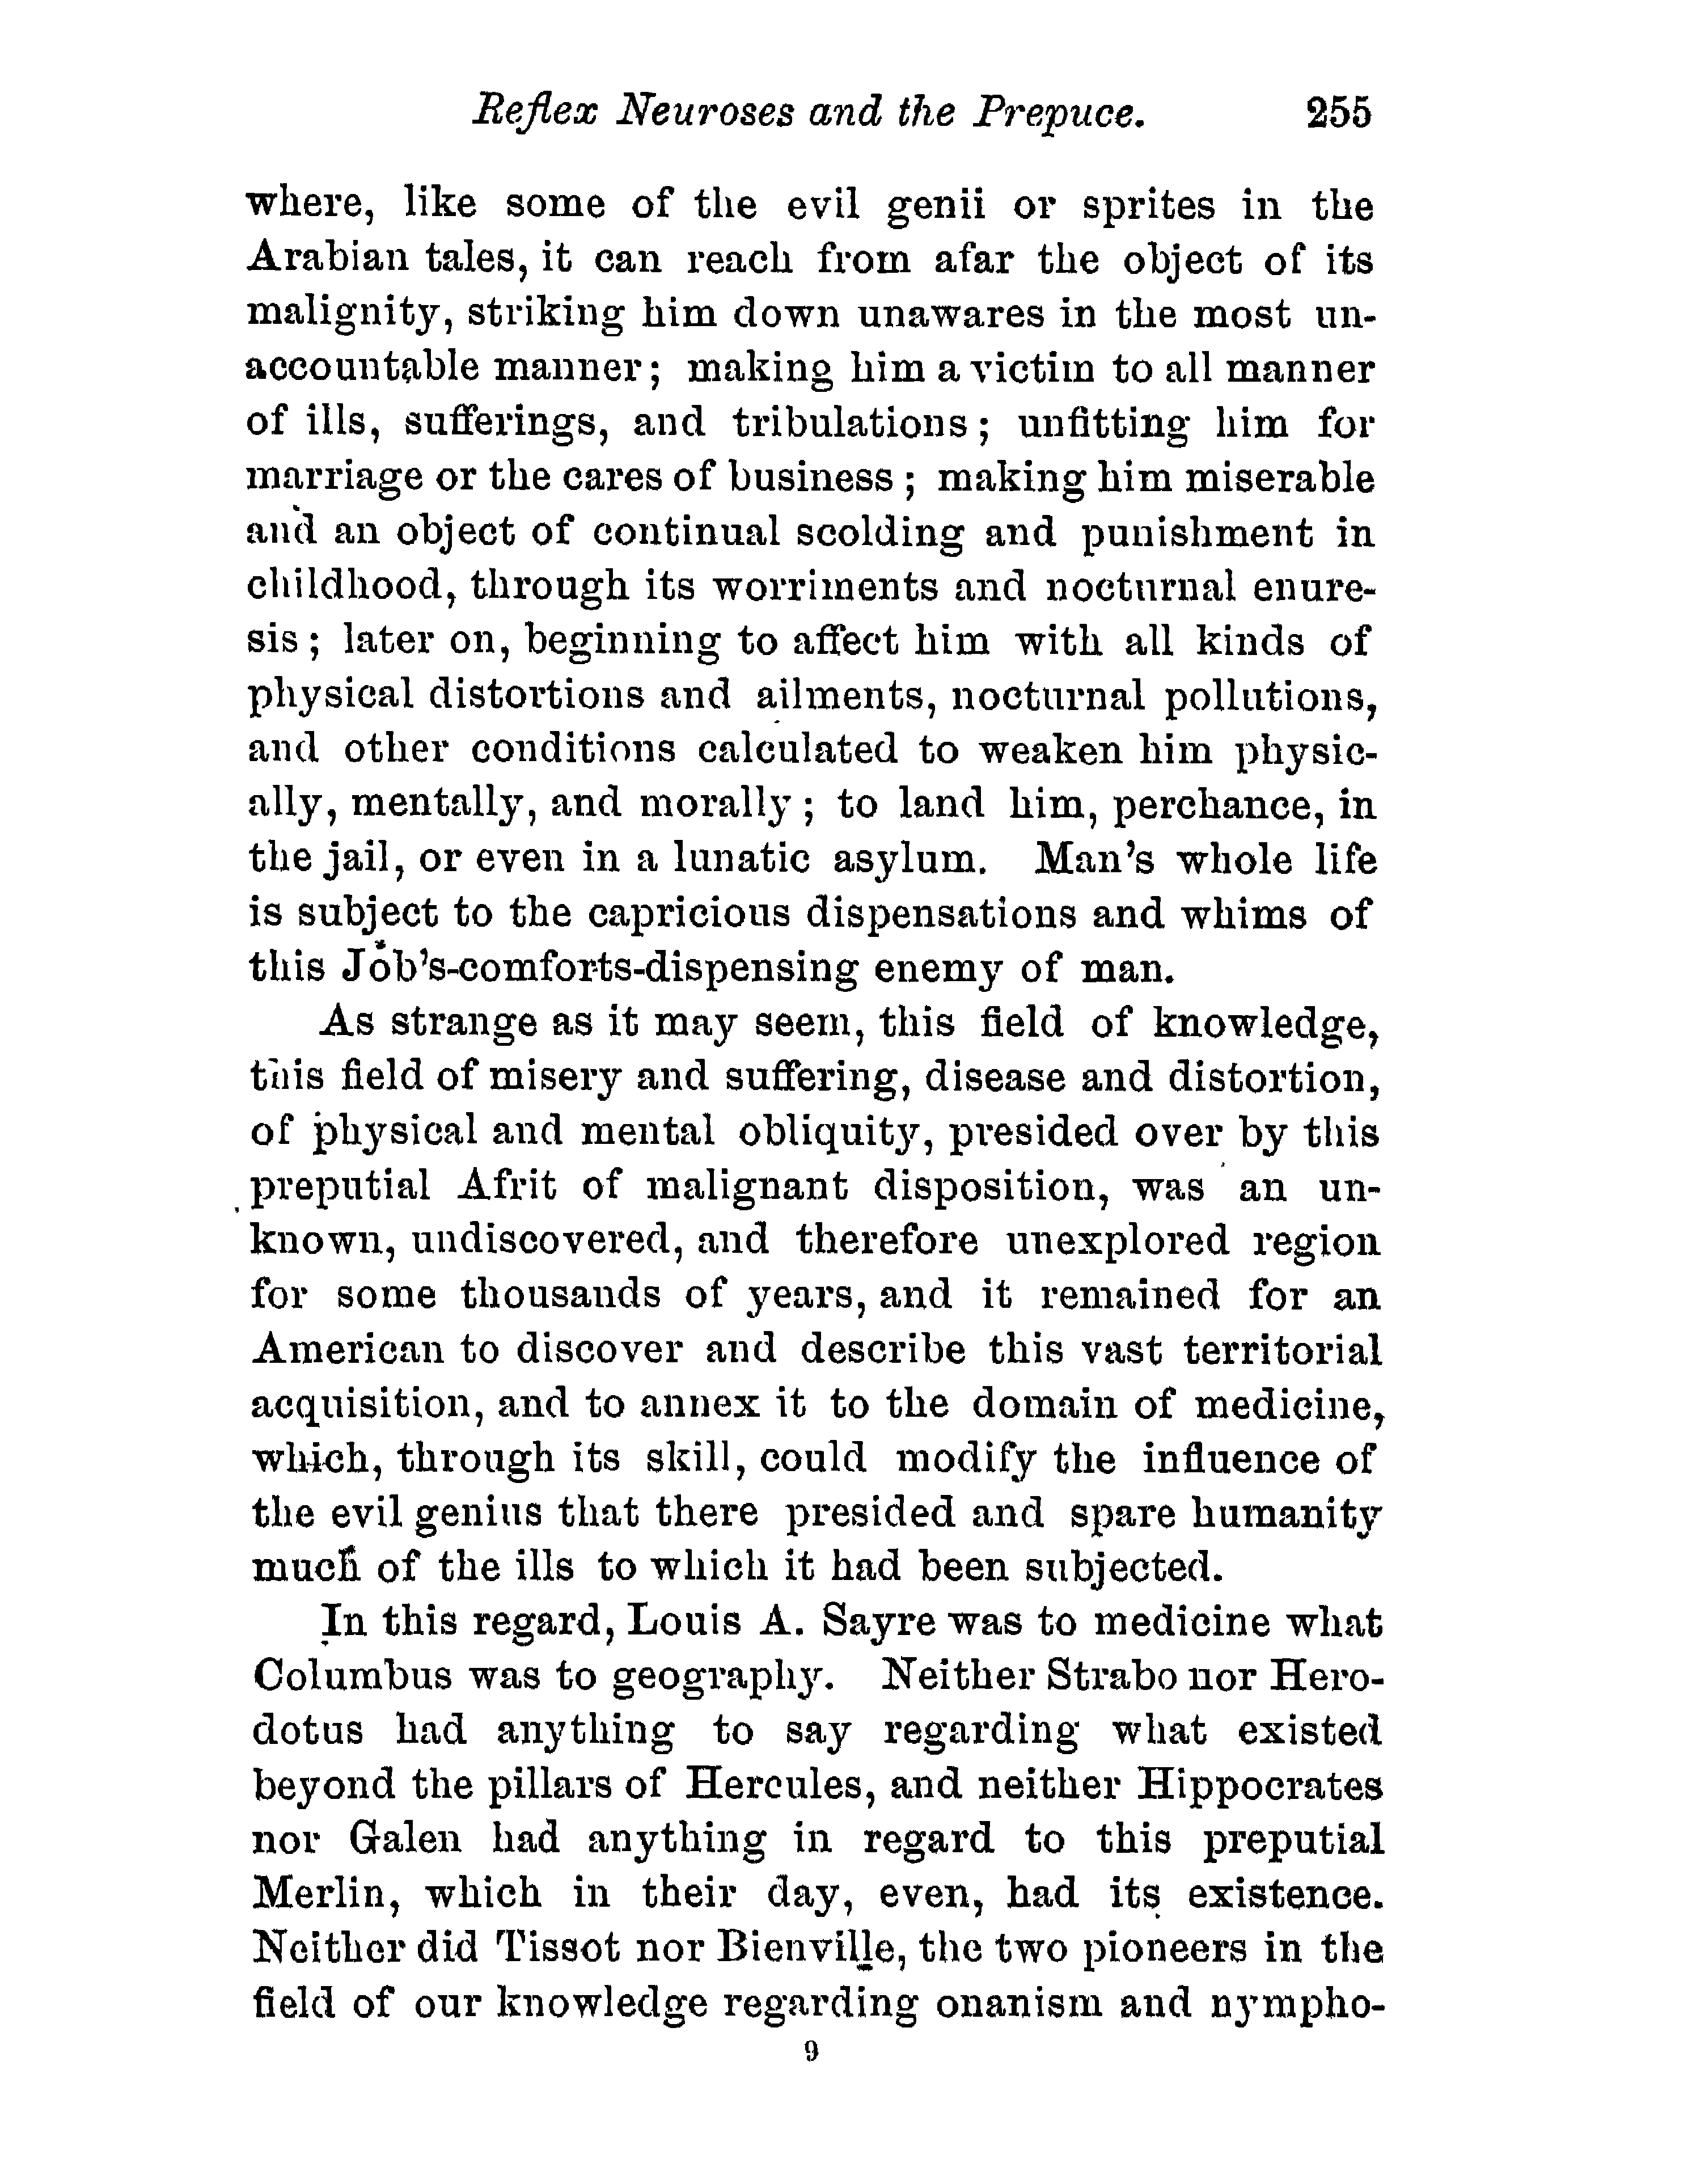 Reflex Neuroses and the Prepuce. 255
where, like some of the evil genii or sprites in the
Arabian tales, it can reach from afar the object of its
malignity, striking him down unawares in the most un-
accountable manner; making him a victim to all manner
of ills, sufferings, and tribulations; unfitting him for
marriage or the cares of business; making him miserable
and an object of continual scolding and punishment in
childhood, through its worriments and nocturnal enure-
sis; later on, beginning to affect him with all kinds of
physical distortions and ailments, nocturnal pollutions,
and other conditions calculated to weaken him physic-
ally, mentally, and morally; to land him, perchance, in
the jail, or even in a lunatic asylum. Man's whole life
is subject to the capricious dispensations and whims of
this Job's-comforts-dispensing enemy of man.
As strange as it may seem, this field of knowledge,
this field of misery and suffering, disease and distortion,
of physical and mental obliquity, presided over by this
preputial Afrit of malignant disposition, was an un-
known, undiscovered, and therefore unexplored region
for some thousands of years, and it remained for an
American to discover and describe this vast territorial
acquisition, and to annex it to the domain of medicine,
which, through its skill, could modify the influence of
the evil genius that there presided and spare humanity
much of the ills to which it had been subjected.
In this regard, Louis A. Sayre was to medicine what
Columbus was to geography. Neither Strabo nor Hero-
dotus had anything to say regarding what existed
beyond the pillars of Hercules, and neither Hippocrates
nor Galen had anything in regard to this preputial
Merlin, which in their day, even, had its existence.
Neither did Tissot nor Bienville, the two pioneers in the
field of our knowledge regarding onanism and nympho-
9